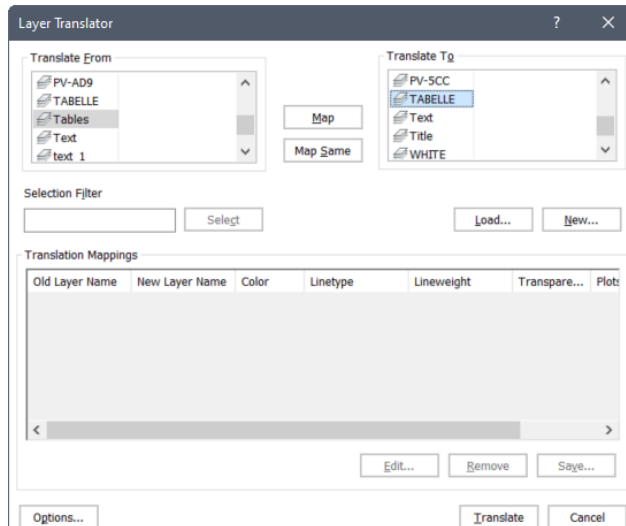 Layer Translator ? ×
Translate From
PV-AD9
TABELLE
Tables
Text
text 1
Map
Map Same
Translate To
PV-5CC
TABELLE
Text
Title
WHITE
Selection Filter
Select
Load... New...
Translation Mappings
Old Layer Name New Layer Name Color Linetype Lineweight Transpare... Plots
Edit... Remove Save...
Options... Translate Cancel